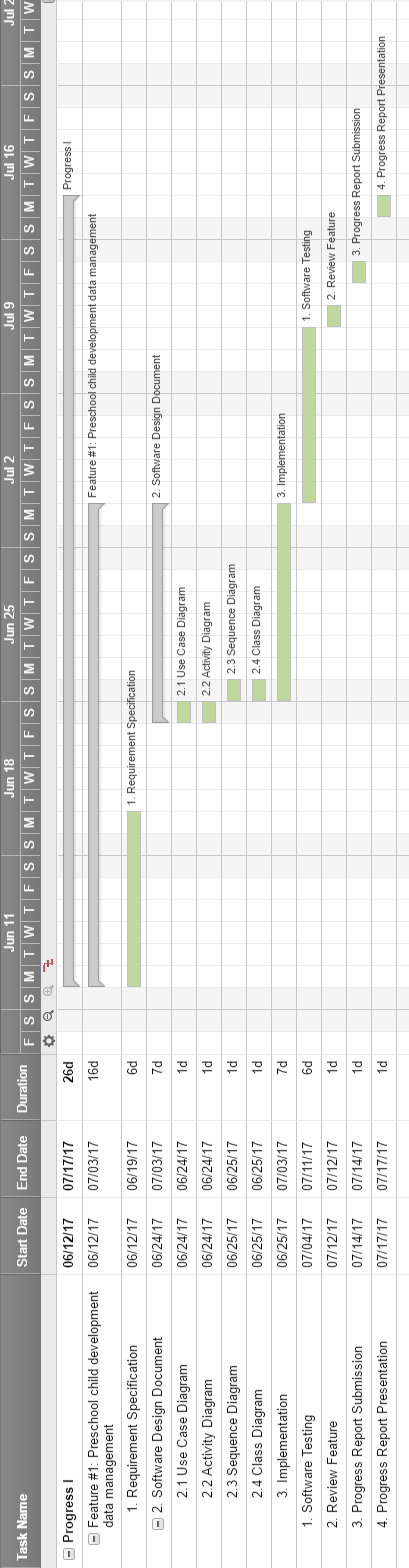 Task Name Start Date End Date Duration Jun 11 Jun 18 Jun 25 Jul 2 Jul 9 Jul 16 Jul 2
F S S M T W T F S S M T W T F S S M T W T F S S M T W T F S S M T W T F S S M T W T F S S M T W
Progress I 06/12/17 07/17/17 26d Progress I
Feature #1: Preschool child development 06/12/17 07/03/17 16d Feature #1: Preschool child development data management
data management
1. Requirement Specification 06/12/17 06/19/17 6d 1. Requirement Specification
2. Software Design Document 06/24/17 07/03/17 7d 2. Software Design Document
2.1 Use Case Diagram 06/24/17 06/24/17 1d 2.1 Use Case Diagram
2.2 Activity Diagram 06/24/17 06/24/17 1d 2.2 Activity Diagram
2.3 Sequence Diagram 06/25/17 06/25/17 1d 2.3 Sequence Diagram
2.4 Class Diagram 06/25/17 06/25/17 1d 2.4 Class Diagram
3. Implementation 06/25/17 07/03/17 7d 3. Implementation
1. Software Testing 07/04/17 07/11/17 6d 1. Software Testing
2. Review Feature 07/12/17 07/12/17 1d 2. Review Feature
3. Progress Report Submission 07/14/17 07/14/17 1d 3. Progress Report Submission
4. Progress Report Presentation 07/17/17 07/17/17 1d 4. Progress Report Presentation